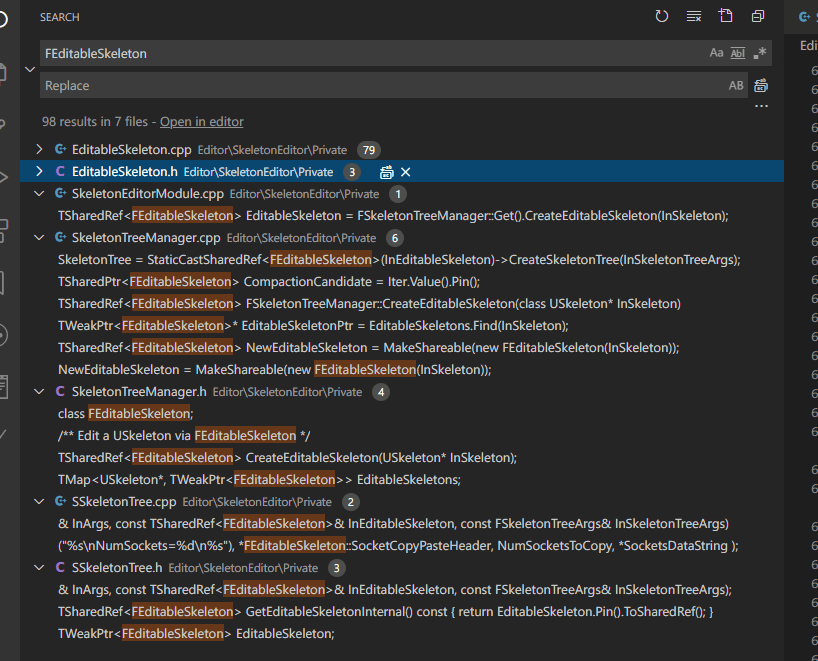 SEARCH
FEditableSkeleton Aa Abl .*
Replace AB
...
98 results in 7 files - Open in editor
EditableSkeleton.cpp Editor\SkeletonEditor\Private 79
C EditableSkeleton.h Editor\SkeletonEditor\Private 3
SkeletonEditorModule.cpp Editor\SkeletonEditor\Private 1
TSharedRef<FEditableSkeleton> EditableSkeleton = FSkeletonTreeManager::Get().CreateEditableSkeleton(InSkeleton);
SkeletonTreeManager.cpp Editor\SkeletonEditor\Private 6
SkeletonTree = StaticCastSharedRef<FEditableSkeleton>(InEditableSkeleton)->CreateSkeletonTree(InSkeletonTreeArgs);
TSharedPtr<FEditableSkeleton> CompactionCandidate = Iter.Value().Pin();
TSharedRef<FEditableSkeleton> FSkeletonTreeManager::CreateEditableSkeleton(class USkeleton* InSkeleton)
TWeakPtr<FEditableSkeleton>* EditableSkeletonPtr = EditableSkeletons.Find(InSkeleton);
TSharedRef<FEditableSkeleton> NewEditableSkeleton = MakeShareable(new FEditableSkeleton(InSkeleton));
NewEditableSkeleton = MakeShareable(new FEditableSkeleton(InSkeleton));
C SkeletonTreeManager.h Editor\SkeletonEditor\Private 4
class FEditableSkeleton;
/** Edit a USkeleton via FEditableSkeleton */
TSharedRef<FEditableSkeleton> CreateEditableSkeleton(USkeleton* InSkeleton);
TMap<USkeleton*, TWeakPtr<FEditableSkeleton>> EditableSkeletons;
SSkeletonTree.cpp Editor\SkeletonEditor\Private 2
& InArgs, const TSharedRef<FEditableSkeleton>& InEditableSkeleton, const FSkeletonTreeArgs& InSkeletonTreeArgs)
("%s\nNumSockets=%d\n%s"), *FEditableSkeleton::SocketCopyPasteHeader, NumSocketsToCopy, *SocketsDataString );
C SSkeletonTree.h Editor\SkeletonEditor\Private 3
& InArgs, const TSharedRef<FEditableSkeleton>& InEditableSkeleton, const FSkeletonTreeArgs& InSkeletonTreeArgs);
TSharedRef<FEditableSkeleton> GetEditableSkeletonInternal() const { return EditableSkeleton.Pin().ToSharedRef(); }
TWeakPtr<FEditableSkeleton> EditableSkeleton;
Edi